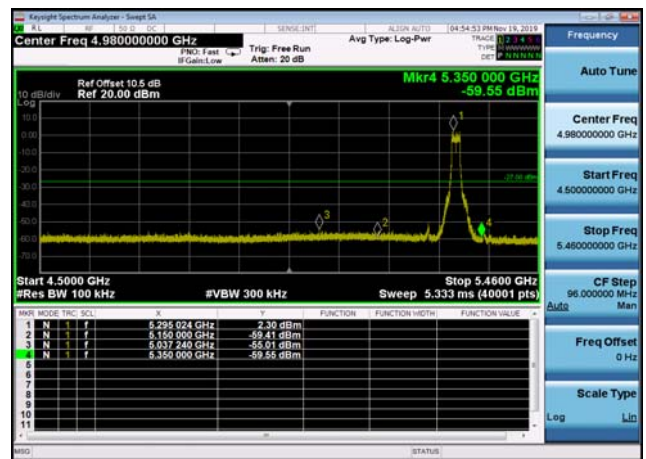 Keysight Spectrum Analyzer - Swept SA
RL RF 50 Ω DC SENSE:INT ALIGN AUTO 04:54:53 PM Nov 19, 2019
Center Freq 4.980000000 GHz
PNO: Fast
IFGain:Low
Trig: Free Run
Atten: 20 dB
Avg Type: Log-Pwr
TRACE 1 2 3 4 5 6
TYPE
DET P N N N N N
Ref Offset 10.5 dB
10 dB/div Ref 20.00 dBm
Log
Mkr4 5.350 000 GHz
-59.55 dBm
10.0
0.00
-10.0
-20.0
-27.00 dBm
-30.0
-40.0
-50.0
-60.0
-70.0
1
2
3
4
Start 4.5000 GHz Stop 5.4600 GHz
#Res BW 100 kHz #VBW 300 kHz Sweep 5.333 ms (40001 pts)
MKR MODE TRC SCL X Y FUNCTION FUNCTION WIDTH FUNCTION VALUE
1 N 1 f 5.295 024 GHz 2.30 dBm
2 N 1 f 5.150 000 GHz -59.41 dBm
3 N 1 f 5.037 240 GHz -55.01 dBm
4 N 1 f 5.350 000 GHz -59.55 dBm
5
6
7
8
9
10
11
MSG STATUS
Frequency
Auto Tune
Center Freq
4.980000000 GHz
Start Freq
4.500000000 GHz
Stop Freq
5.460000000 GHz
CF Step
96.000000 MHz
Auto Man
Freq Offset
0 Hz
Scale Type
Log Lin